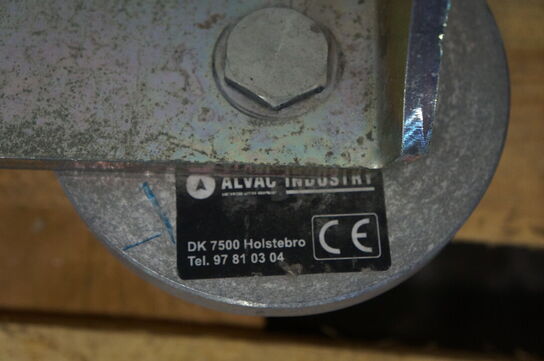 ALVAC INDUSTRY
DK 7500 Holstebro
Tel. 97 81 03 04
CE